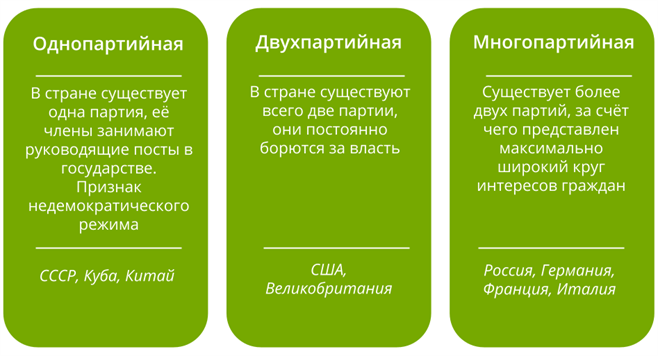 Однопартийная
В стране существует
одна партия, её
члены занимают
руководящие посты в
государстве.
Признак
недемократического
режима
СССР, Куба, Китай
Двухпартийная
В стране существуют
всего две партии,
они постоянно
борются за власть
США,
Великобритания
Многопартийная
Существует более
двух партий, за счёт
чего представлен
максимально
широкий круг
интересов граждан
Россия, Германия,
Франция, Италия